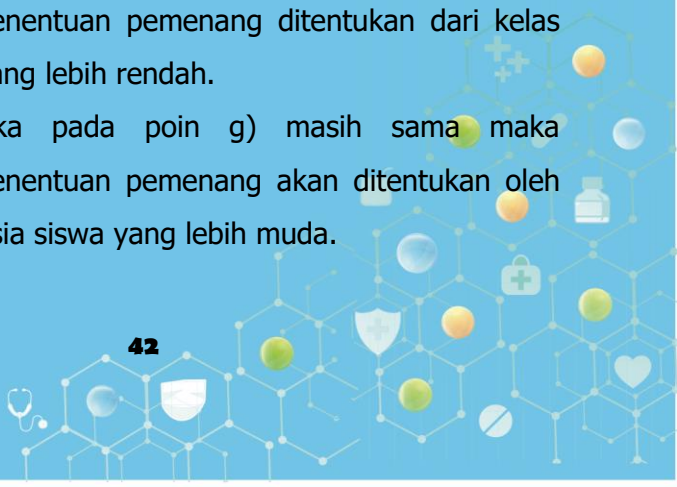 enentuan pemenang ditentukan dari kelas
ang lebih rendah.
ka pada poin g) masih sama maka
enentuan pemenang akan ditentukan oleh
sia siswa yang lebih muda.
42